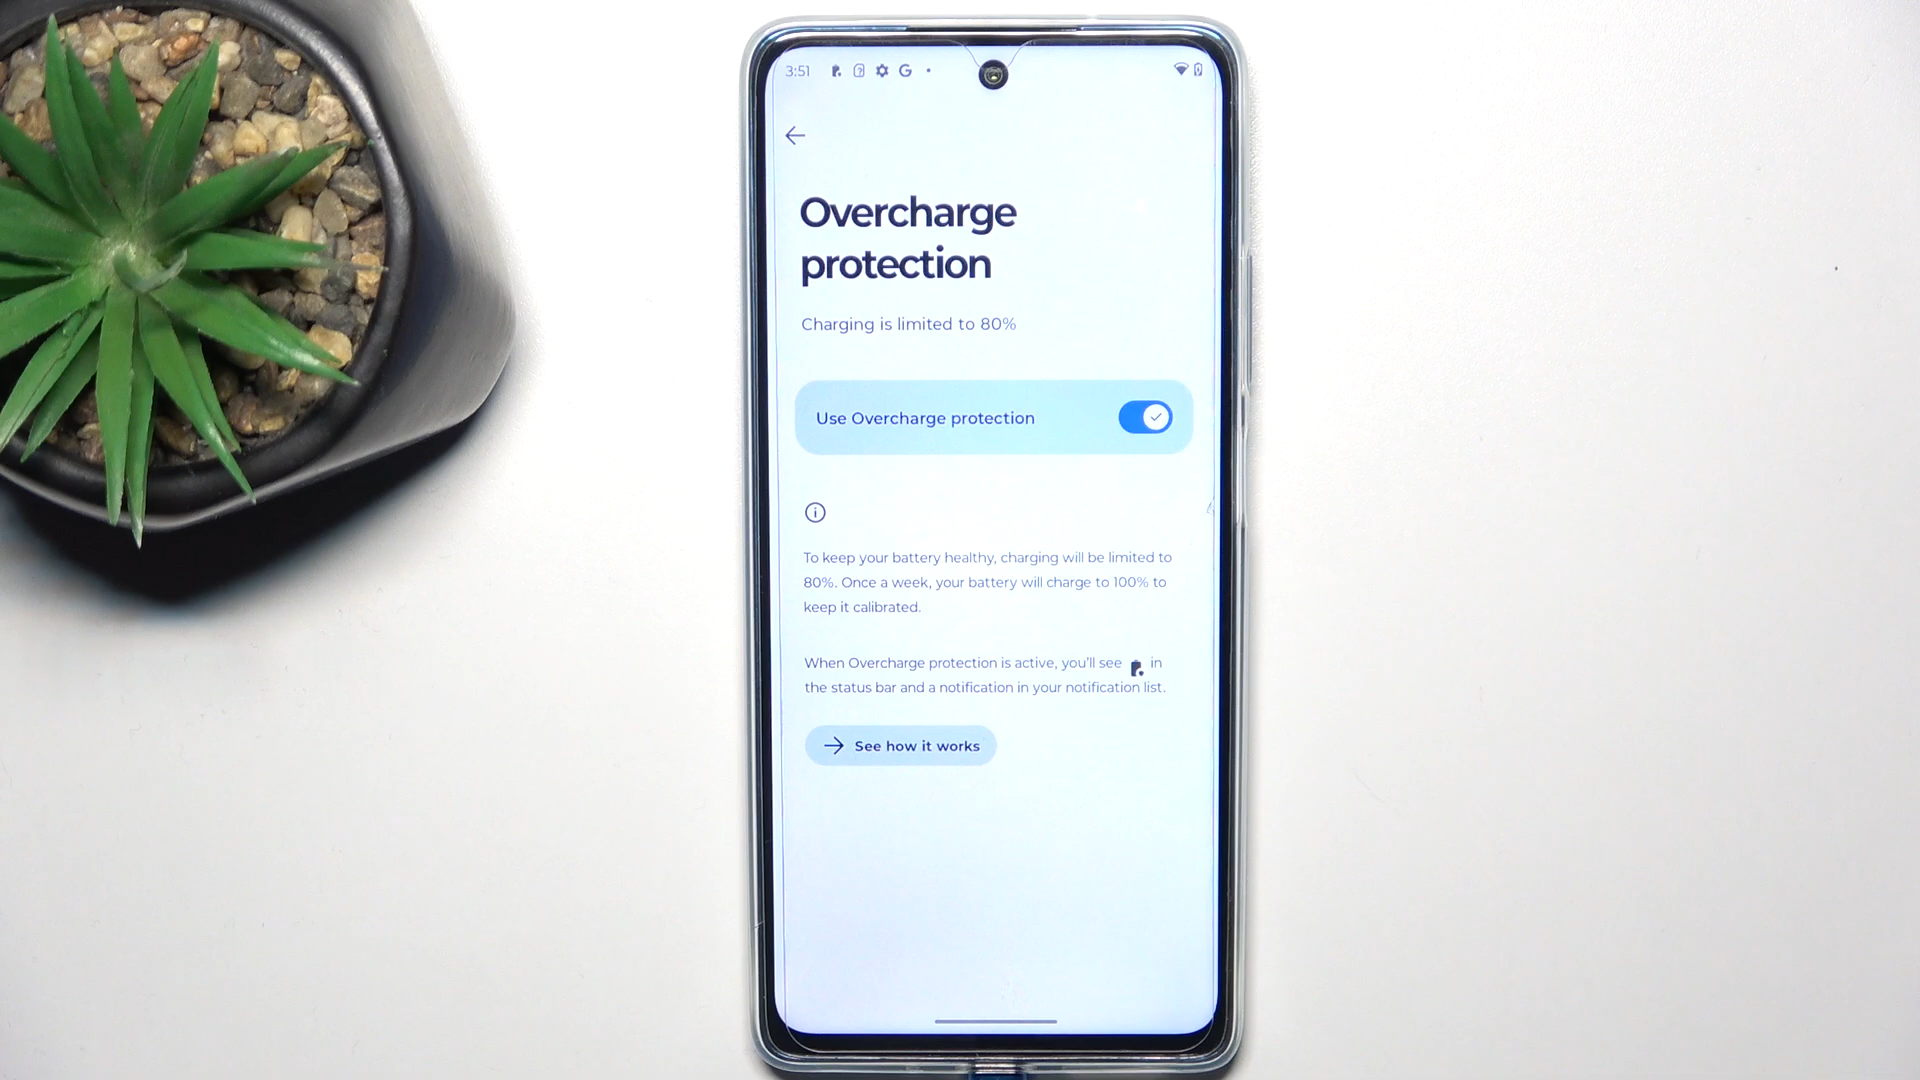 3:51
Overcharge
protection
Charging is limited to 80%
Use Overcharge protection
To keep your battery healthy, charging will be limited to
80%. Once a week, your battery will charge to 100% to
keep it calibrated.
When Overcharge protection is active, you'll see in
the status bar and a notification in your notification list.
See how it works